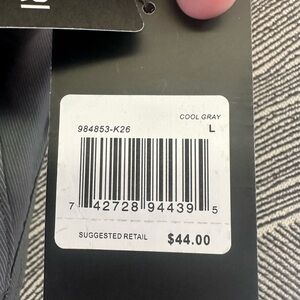 COOL GRAY
984853-K26 L
7 42728 94439 5
SUGGESTED RETAIL $44.00